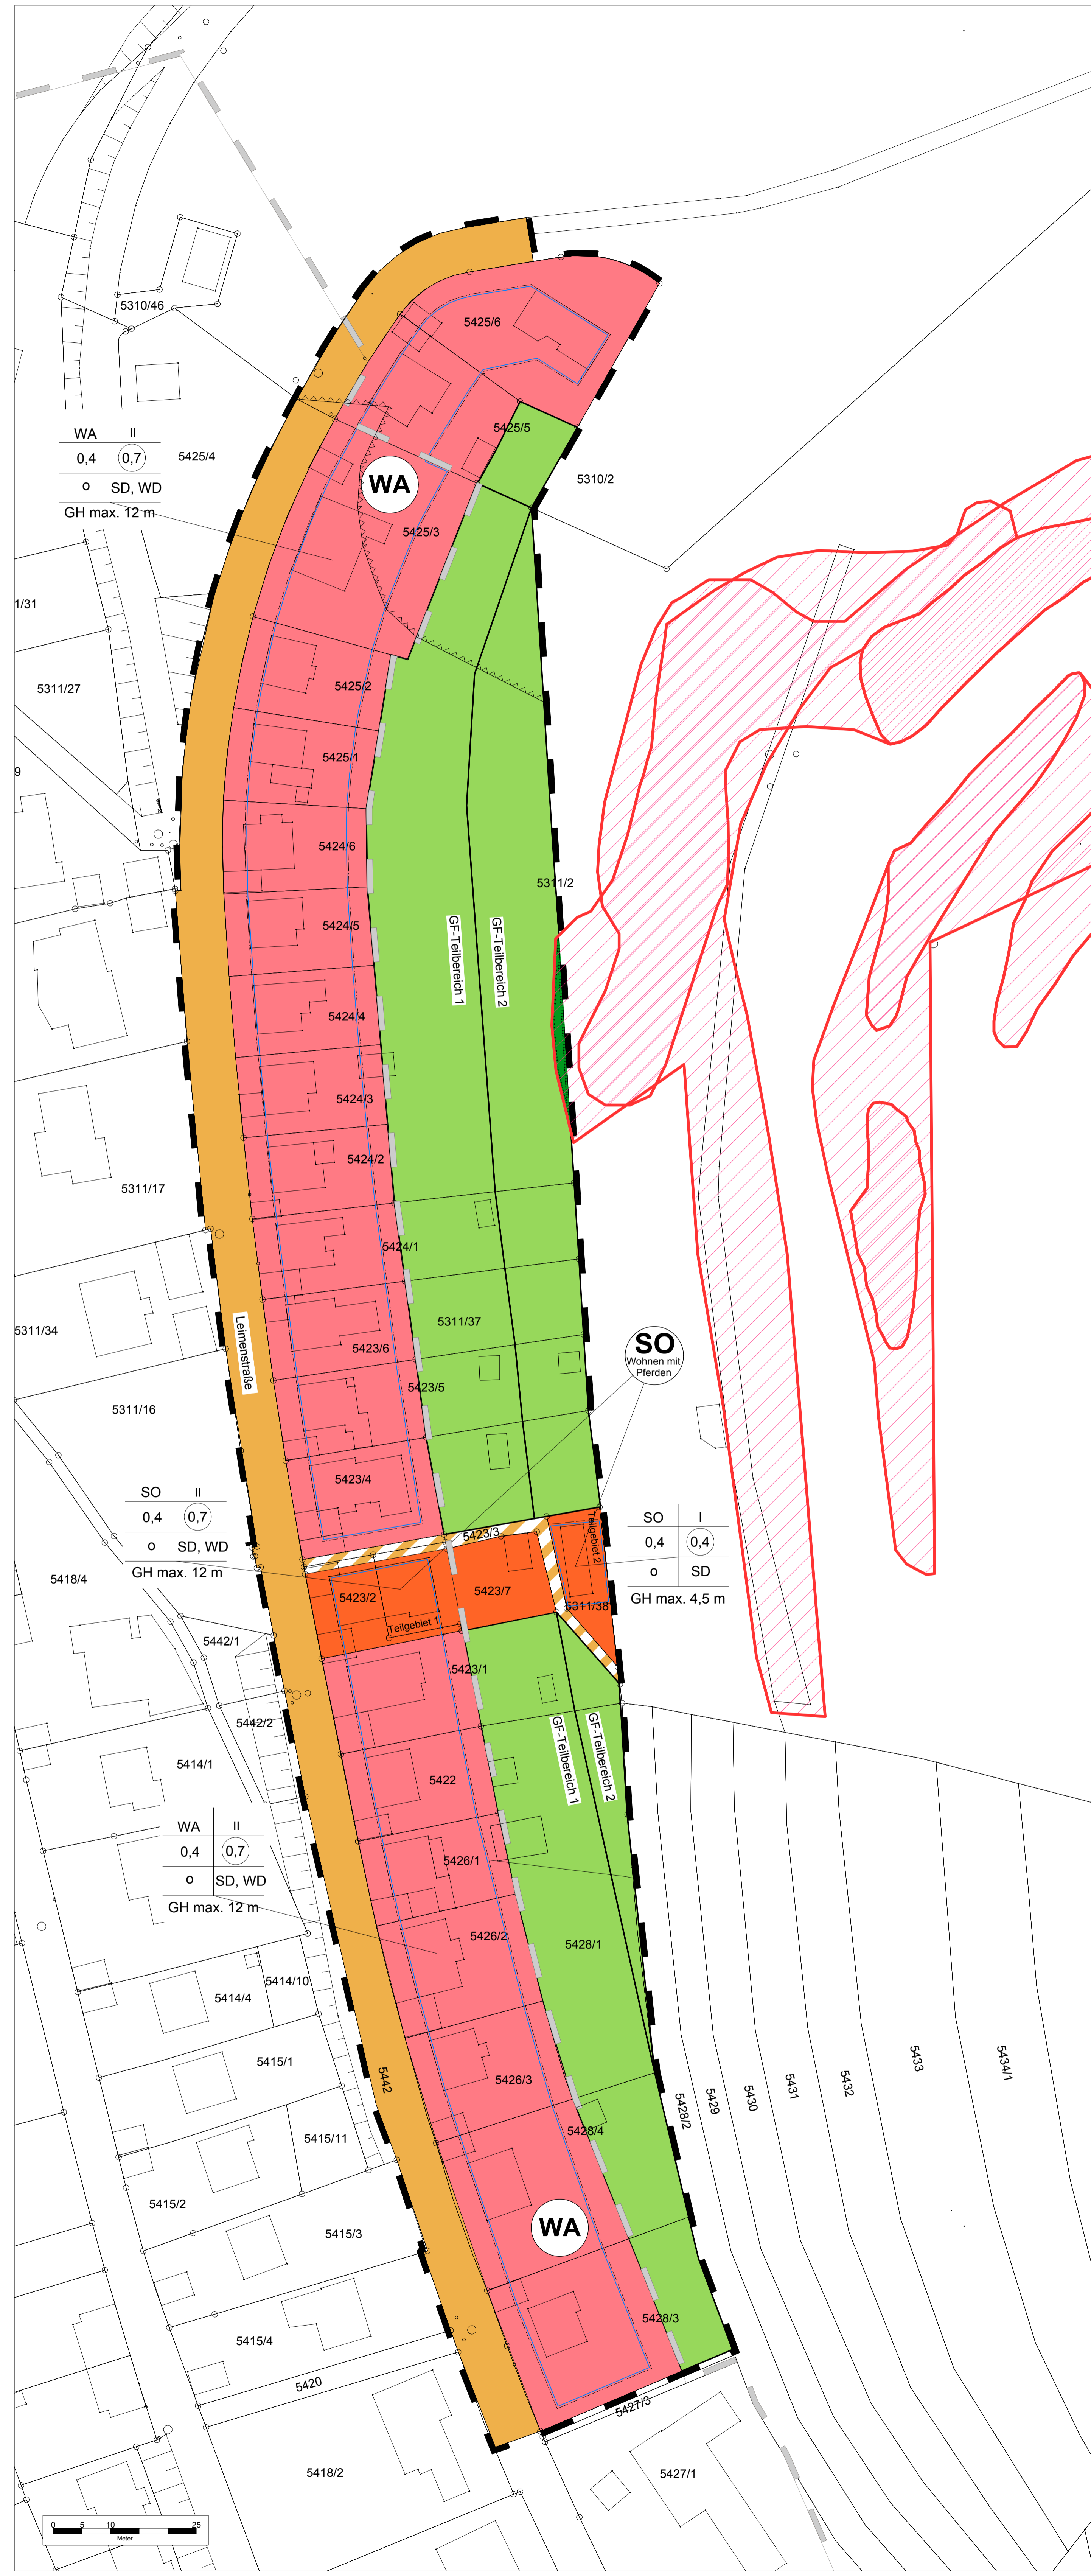 5310/46
5425/6
WA II
0,4 0,7
o SD, WD
GH max. 12 m
5425/4
5425/5
WA
5310/2
5425/3
1/31
5311/27
5425/2
9
5425/1
5424/6
5311/2
5424/5
GF-Teilbereich 1
GF-Teilbereich 2
5424/4
5424/3
5424/2
5311/17
5424/1
5311/34
Leimenstraße
5311/37
5423/6
SO
Wohnen mit
Pferden
5423/5
5311/16
5423/4
SO II
0,4 0,7
o SD, WD
GH max. 12 m
5423/3
Teilgebiet 2
SO I
0,4 0,4
o SD
GH max. 4,5 m
5418/4
5423/2
5423/7
5311/38
Teilgebiet 1
5442/1
5423/1
5442/2
GF-Teilbereich 1
GF-Teilbereich 2
5414/1
5422
WA II
0,4 0,7
o SD, WD
GH max. 12 m
5426/1
5426/2
5428/1
5414/10
5414/4
5415/1
5442
5426/3
5428/2
5429
5430
5431
5432
5433
5434/1
5415/11
5428/4
5415/2
5415/3
WA
5428/3
5415/4
5420
5427/3
5418/2
5427/1
0 5 10 25
Meter